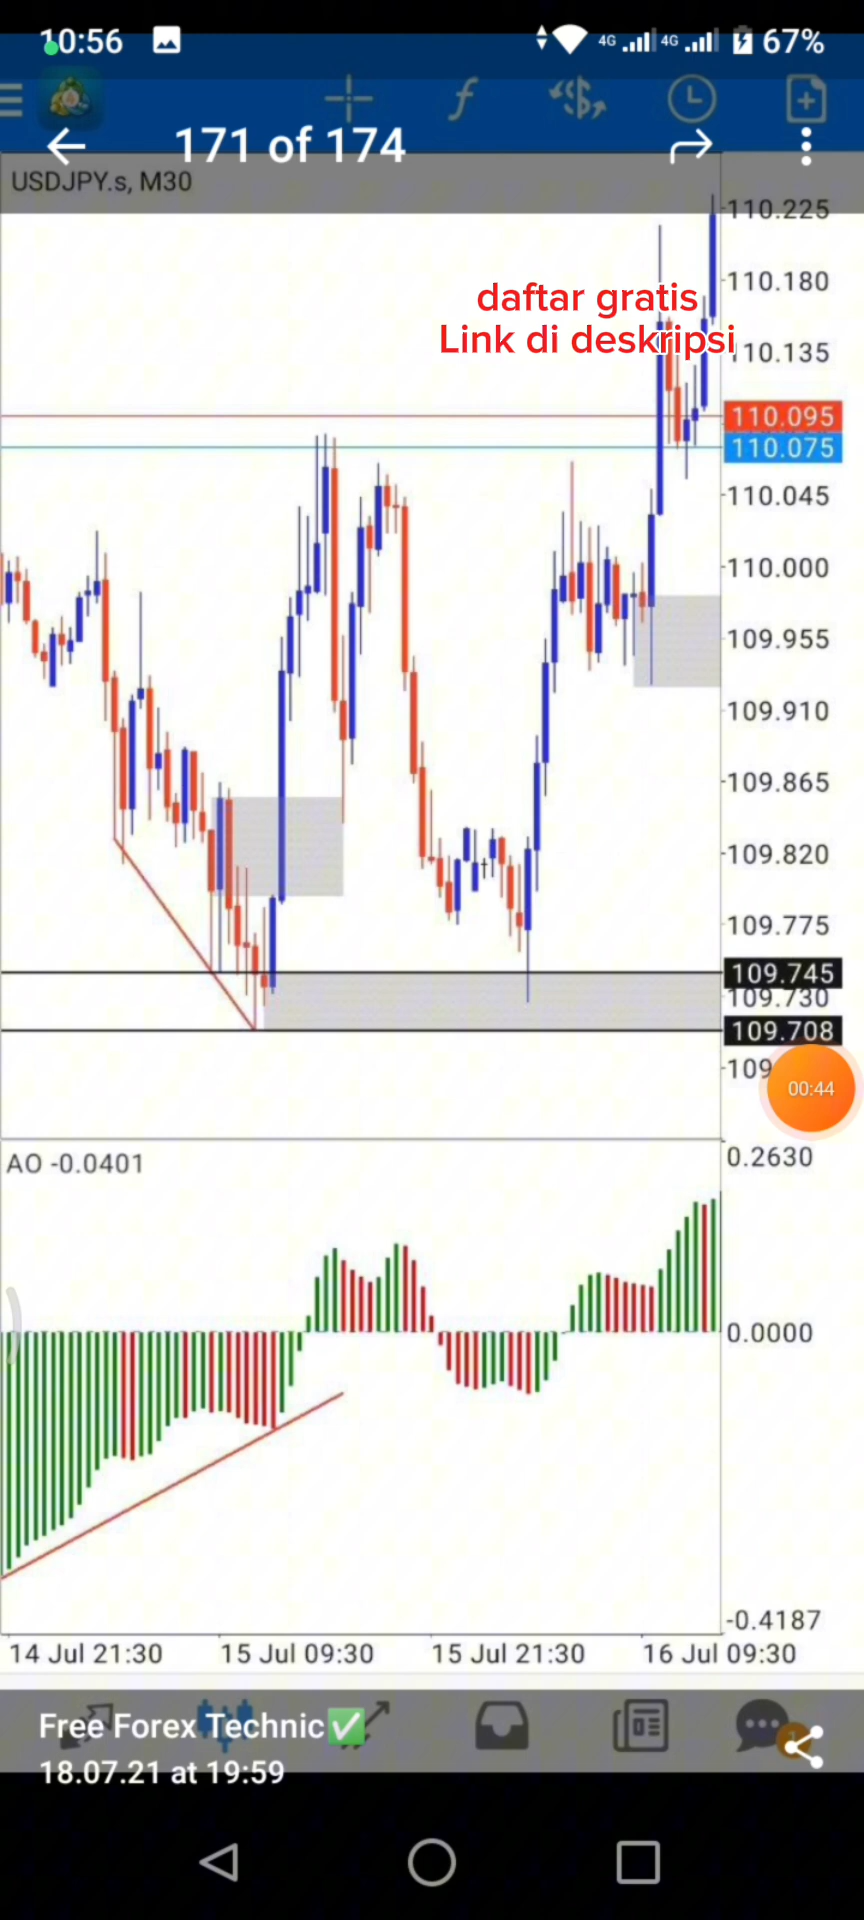 10:56
4G
4G
67%
171 of 174
USDJPY.s, M30
110.225
110.180
daftar gratis
Link di deskripsi
110.135
110.095
110.075
110.045
110.000
109.955
109.910
109.865
109.820
109.775
109.745
109.730
109.708
109
00:44
AO -0.0401
0.2630
0.0000
-0.4187
14 Jul 21:30
15 Jul 09:30
15 Jul 21:30
16 Jul 09:30
Free Forex Technic✅
18.07.21 at 19:59